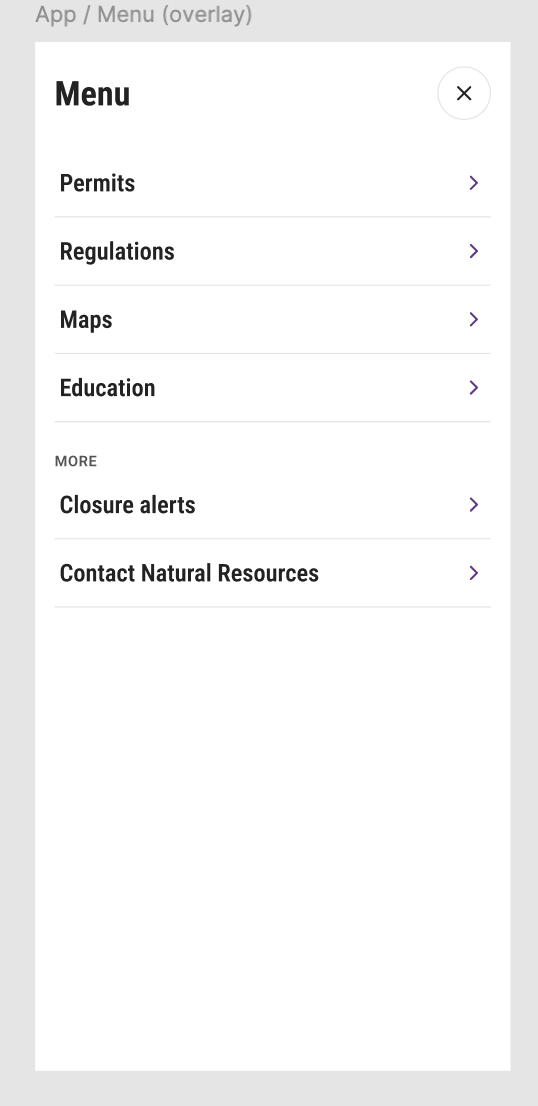 App / Menu (overlay)
Menu
Permits
Regulations
Maps
Education
MORE
Closure alerts
Contact Natural Resources